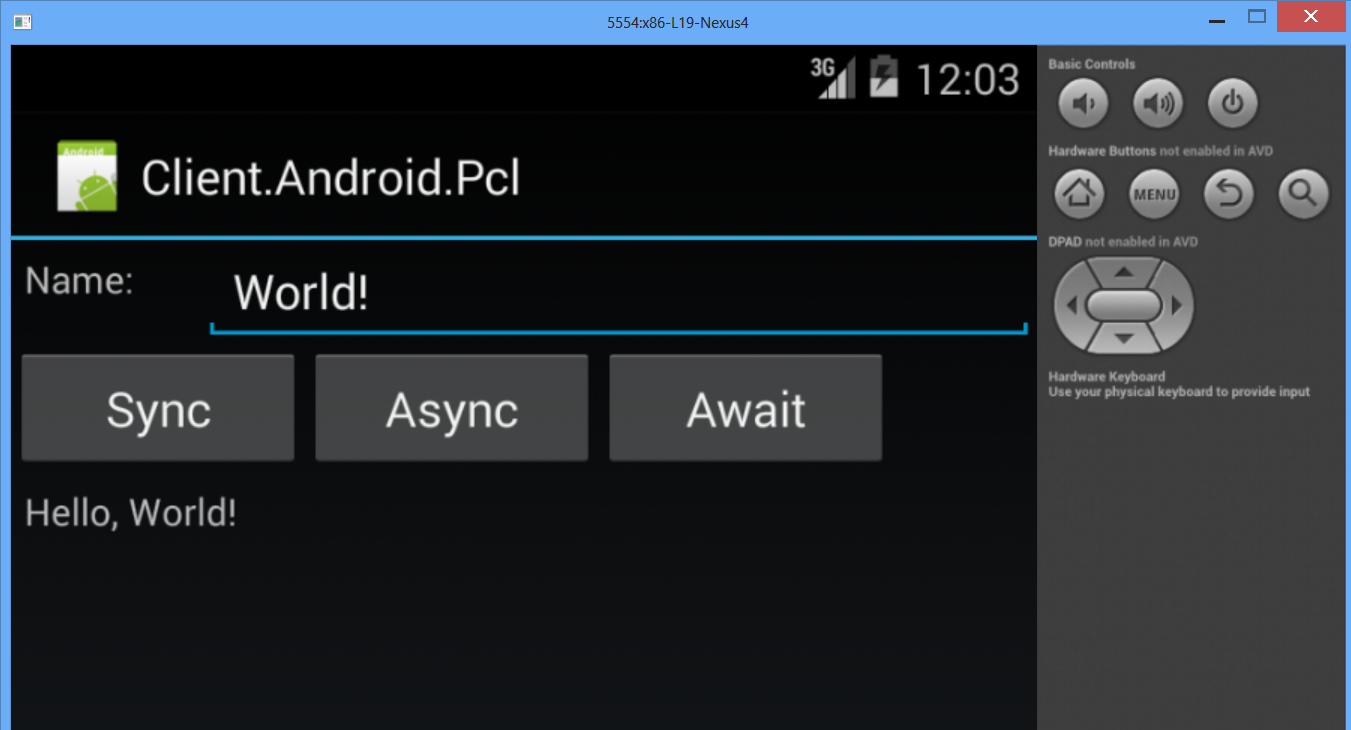 5554:x86-L19-Nexus4
3G 12:03
Android
Client.Android.Pcl
Name: World!
Sync Async Await
Hello, World!
Basic Controls
Hardware Buttons not enabled in AVD
MENU
DPAD not enabled in AVD
Hardware Keyboard
Use your physical keyboard to provide input